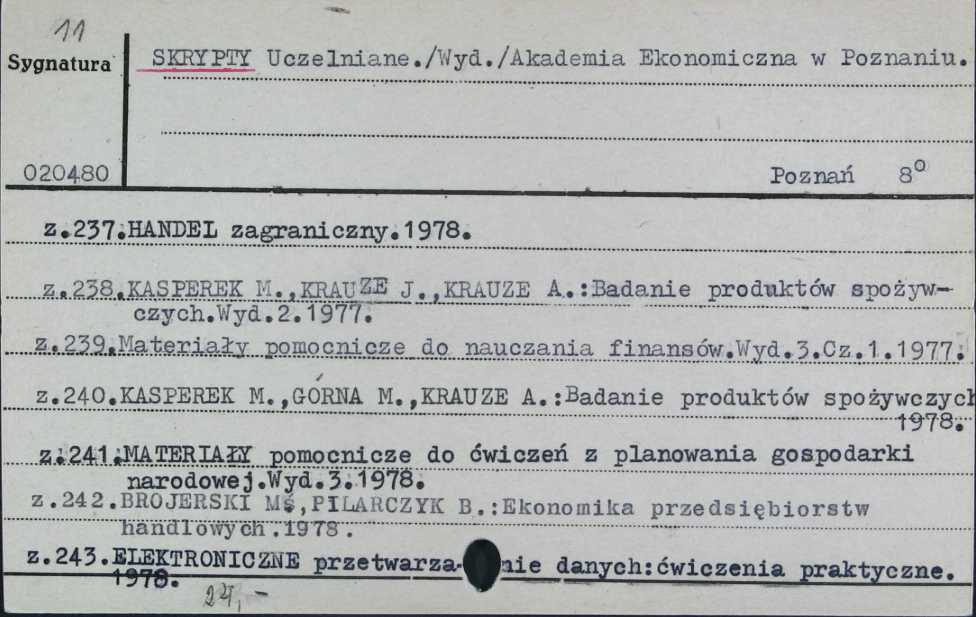 11
Sygnatura
SKRYPTY Uczelniane./Wyd./Akademia Ekonomiczna w Poznaniu.
020480
Poznań 8⁰
z.237.HANDEL zagraniczny.1978.
z.238.KASPEREK M.,KRAUZE J.,KRAUZE A.:Badanie produktów spożyw-
czych.Wyd.2.1977.
z.239.Materiały pomocnicze do nauczania finansów.Wyd.3.Cz.1.1977.
z.240.KASPEREK M.,GÓRNA M.,KRAUZE A.:Badanie produktów spożywczych
1978.
z.241.MATERIAŁY pomocnicze do ćwiczeń z planowania gospodarki
narodowej.Wyd.3.1978.
z.242.BROJERSKI Mś,PILARCZYK B.:Ekonomika przedsiębiorstw
handlowych.1978.
z.243.ELEKTRONICZNE przetwarza-nie danych:ćwiczenia praktyczne.
1978.
24,-